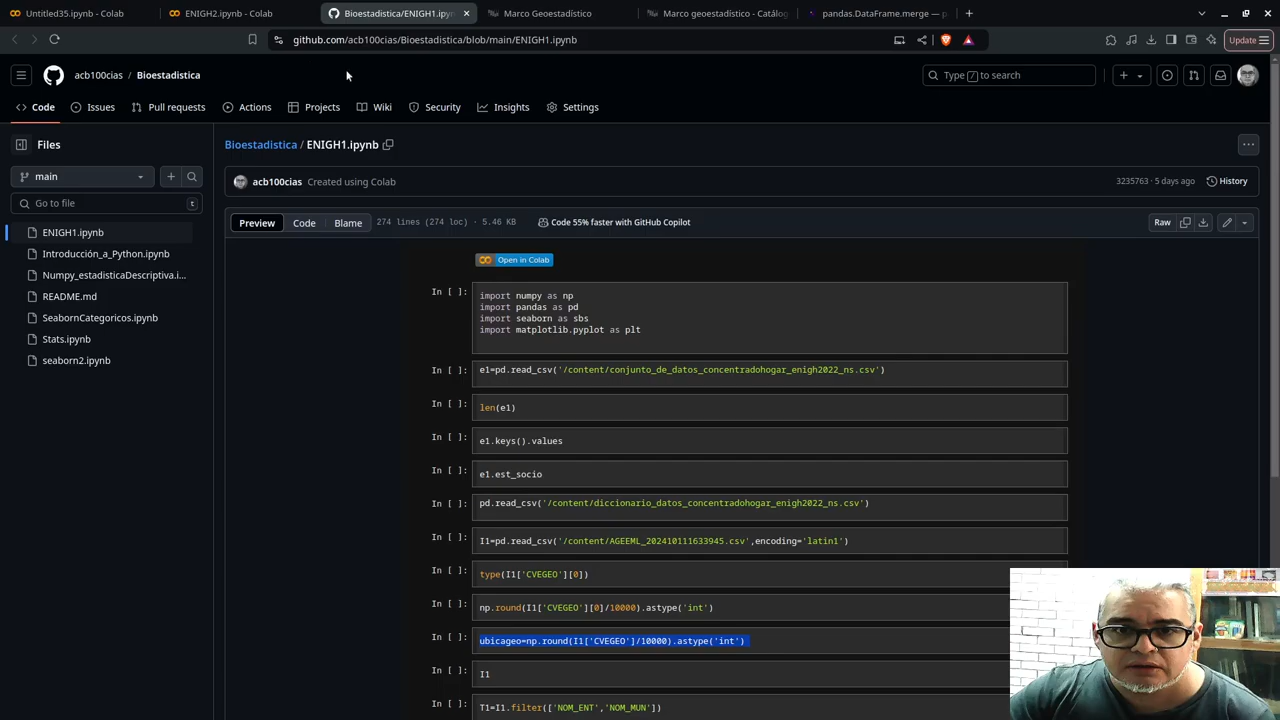 Untitled35.ipynb - Colab
ENIGH2.ipynb - Colab
Bioestadistica/ENIGH1.ipyn
Marco Geoestadístico
Marco geoestadístico - Catálog
pandas.DataFrame.merge — p
github.com/acb100cias/Bioestadistica/blob/main/ENIGH1.ipynb
Update
acb100cias / Bioestadistica
Type / to search
Code
Issues
Pull requests
Actions
Projects
Wiki
Security
Insights
Settings
Files
Bioestadistica / ENIGH1.ipynb
main
acb100cias Created using Colab
3235763 · 5 days ago
History
Go to file
t
Preview
Code
Blame
274 lines (274 loc) · 5.46 KB
Code 55% faster with GitHub Copilot
Raw
ENIGH1.ipynb
Introducción_a_Python.ipynb
Numpy_estadisticaDescriptiva.i...
README.md
SeabornCategoricos.ipynb
Stats.ipynb
seaborn2.ipynb
Open in Colab
In [ ]: import numpy as np
import pandas as pd
import seaborn as sbs
import matplotlib.pyplot as plt
In [ ]: e1=pd.read_csv('/content/conjunto_de_datos_concentradohogar_enigh2022_ns.csv')
In [ ]: len(e1)
In [ ]: e1.keys().values
In [ ]: e1.est_socio
In [ ]: pd.read_csv('/content/diccionario_datos_concentradohogar_enigh2022_ns.csv')
In [ ]: I1=pd.read_csv('/content/AGEEML_202410111633945.csv',encoding='latin1')
In [ ]: type(I1['CVEGEO'][0])
In [ ]: np.round(I1['CVEGEO'][0]/10000).astype('int')
In [ ]: ubicageo=np.round(I1['CVEGEO']/10000).astype('int')
In [ ]: I1
In [ ]: T1=I1.filter(['NOM_ENT','NOM_MUN'])